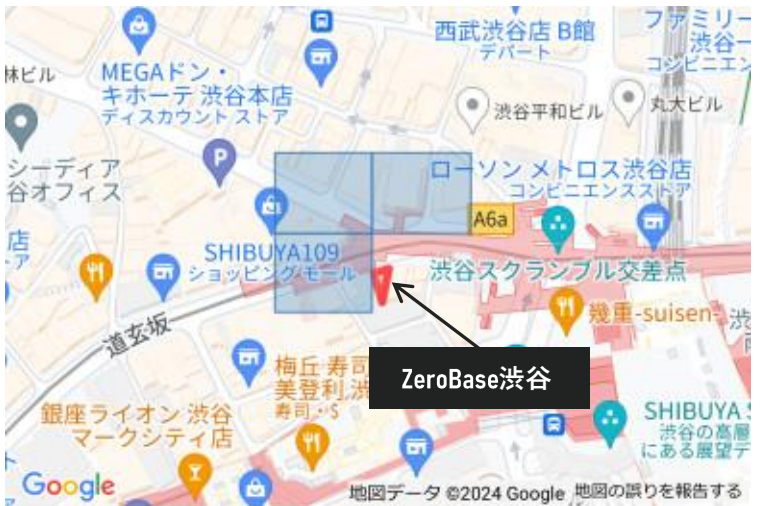 西武渋谷店 B館
デパート
ファミリー
渋谷一
コンビニエン
林ビル
MEGAドン・
キホーテ 渋谷本店
ディスカウント ストア
渋谷平和ビル
丸大ビル
P
シーディア
谷オフィス
ローソン メトロス渋谷店
コンビニエンスストア
A6a
店
ア
SHIBUYA109
ショッピング モール
渋谷スクランブル交差点
幾重-suisen-
渋
道玄坂
梅丘 寿司
美登利 渋
寿司・S
ZeroBase渋谷
銀座ライオン 渋谷
マークシティ店
SHIBUYA S
渋谷の高層
にある展望デ
Google
地図データ ©2024 Google
地図の誤りを報告する